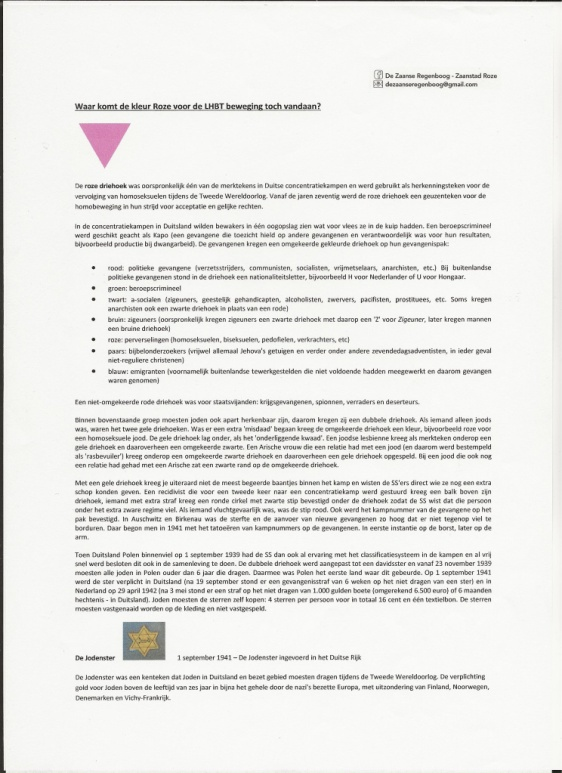 De Zaanse Regenboog - Zaanstad Roze
dezaanseregenboog@gmail.com
Waar komt de kleur Roze voor de LHBT beweging toch vandaan?
De roze driehoek was oorspronkelijk één van de merktekens in Duitse concentratiekampen en werd gebruikt als herkenningsteken voor de
vervolging van homoseksuelen tijdens de Tweede Wereldoorlog. Vanaf de jaren zeventig werd de roze driehoek een geuzenteken voor de
homobeweging in hun strijd voor acceptatie en gelijke rechten.
In de concentratiekampen in Duitsland wilden bewakers in één oogopslag zien wat voor vlees ze in de kuip hadden. Een beroepscrimineel
werd geschikt geacht als Kapo (een gevangene die toezicht hield op andere gevangenen en verantwoordelijk was voor hun resultaten,
bijvoorbeeld productie bij dwangarbeid). De gevangenen kregen een omgekeerde gekleurde driehoek op hun gevangenispak:
• rood: politieke gevangene (verzetsstrijders, communisten, socialisten, vrijmetselaars, anarchisten, etc.) Bij buitenlandse
politieke gevangenen stond in de driehoek een nationaliteitsletter, bijvoorbeeld H voor Nederlander of U voor Hongaar.
• groen: beroepscrimineel
• zwart: a-socialen (zigeuners, geestelijk gehandicapten, alcoholisten, zwervers, pacifisten, prostituees, etc. Soms kregen
anarchisten ook een zwarte driehoek in plaats van een rode)
• bruin: zigeuners (oorspronkelijk kregen zigeuners een zwarte driehoek met daarop een 'Z' voor Zigeuner, later kregen mannen
een bruine driehoek)
• roze: perverselingen (homoseksuelen, biseksuelen, pedofielen, verkrachters, etc)
• paars: bijbelonderzoekers (vrijwel allemaal Jehova's getuigen en verder onder andere zevendedagsadventisten, in ieder geval
niet-reguliere christenen)
• blauw: emigranten (voornamelijk buitenlandse tewerkgestelden die niet voldoende hadden meegewerkt en daarom gevangen
waren genomen)
Een niet-omgekeerde rode driehoek was voor staatsvijanden: krijgsgevangenen, spionnen, verraders en deserteurs.
Binnen bovenstaande groep moesten joden ook apart herkenbaar zijn, daarom kregen zij een dubbele driehoek. Als iemand alleen joods
was, waren het twee gele driehoeken. Was er een extra 'misdaad' begaan kreeg de omgekeerde driehoek een kleur, bijvoorbeeld roze voor
een homoseksuele jood. De gele driehoek lag onder, als het 'onderliggende kwaad'. Een joodse lesbienne kreeg als merkteken onderop een
gele driehoek en daaroverheen een omgekeerde zwarte. Een Arische vrouw die een relatie had met een jood (en daarom werd bestempeld
als 'rasbevuiler') kreeg onderop een omgekeerde zwarte driehoek en daaroverheen een gele driehoek opgespeld. Bij een jood die ook nog
een relatie had gehad met een Arische zat een zwarte rand op de omgekeerde driehoek.
Met een gele driehoek kreeg je uiteraard niet de meest begeerde baantjes binnen het kamp en wisten de SS'ers direct wie ze nog een extra
schop konden geven. Een recidivist die voor een tweede keer naar een concentratiekamp werd gestuurd kreeg een balk boven zijn
driehoek, iemand met extra straf kreeg een ronde cirkel met zwarte stip bevestigd onder de driehoek zodat de SS wist dat die persoon
onder het extra zware regime viel. Als iemand vluchtgevaarlijk was, was de stip rood. Ook werd het kampnummer van de gevangene op het
pak bevestigd. In Auschwitz en Birkenau was de sterfte en de aanvoer van nieuwe gevangenen zo hoog dat er niet tegenop viel te
borduren. Daar begon men in 1941 met het tatoeëren van kampnummers op de gevangenen. In eerste instantie op de borst, later op de
arm.
Toen Duitsland Polen binnenviel op 1 september 1939 had de SS dan ook al ervaring met het classificatiesysteem in de kampen en al vrij
snel werd besloten dit ook in de samenleving te doen. De dubbele driehoek werd aangepast tot een davidsster en vanaf 23 november 1939
moesten alle joden in Polen ouder dan 6 jaar die dragen. Daarmee was Polen het eerste land waar dit gebeurde. Op 1 september 1941
werd de ster verplicht in Duitsland (na 19 september stond er een gevangenisstraf van 6 weken op het niet dragen van een ster) en in
Nederland op 29 april 1942 (na 3 mei stond er een straf op het niet dragen van 1.000 gulden boete (omgerekend 6.500 euro) of 6 maanden
hechtenis - in Duitsland). Joden moesten de sterren zelf kopen: 4 sterren per persoon voor in totaal 16 cent en één textielbon. De sterren
moesten vastgenaaid worden op de kleding en niet vastgespeld.
De Jodenster 1 september 1941 – De Jodenster ingevoerd in het Duitse Rijk
De Jodenster was een kenteken dat Joden in Duitsland en bezet gebied moesten dragen tijdens de Tweede Wereldoorlog. De verplichting
gold voor Joden boven de leeftijd van zes jaar in bijna het gehele door de nazi's bezette Europa, met uitzondering van Finland, Noorwegen,
Denemarken en Vichy-Frankrijk.